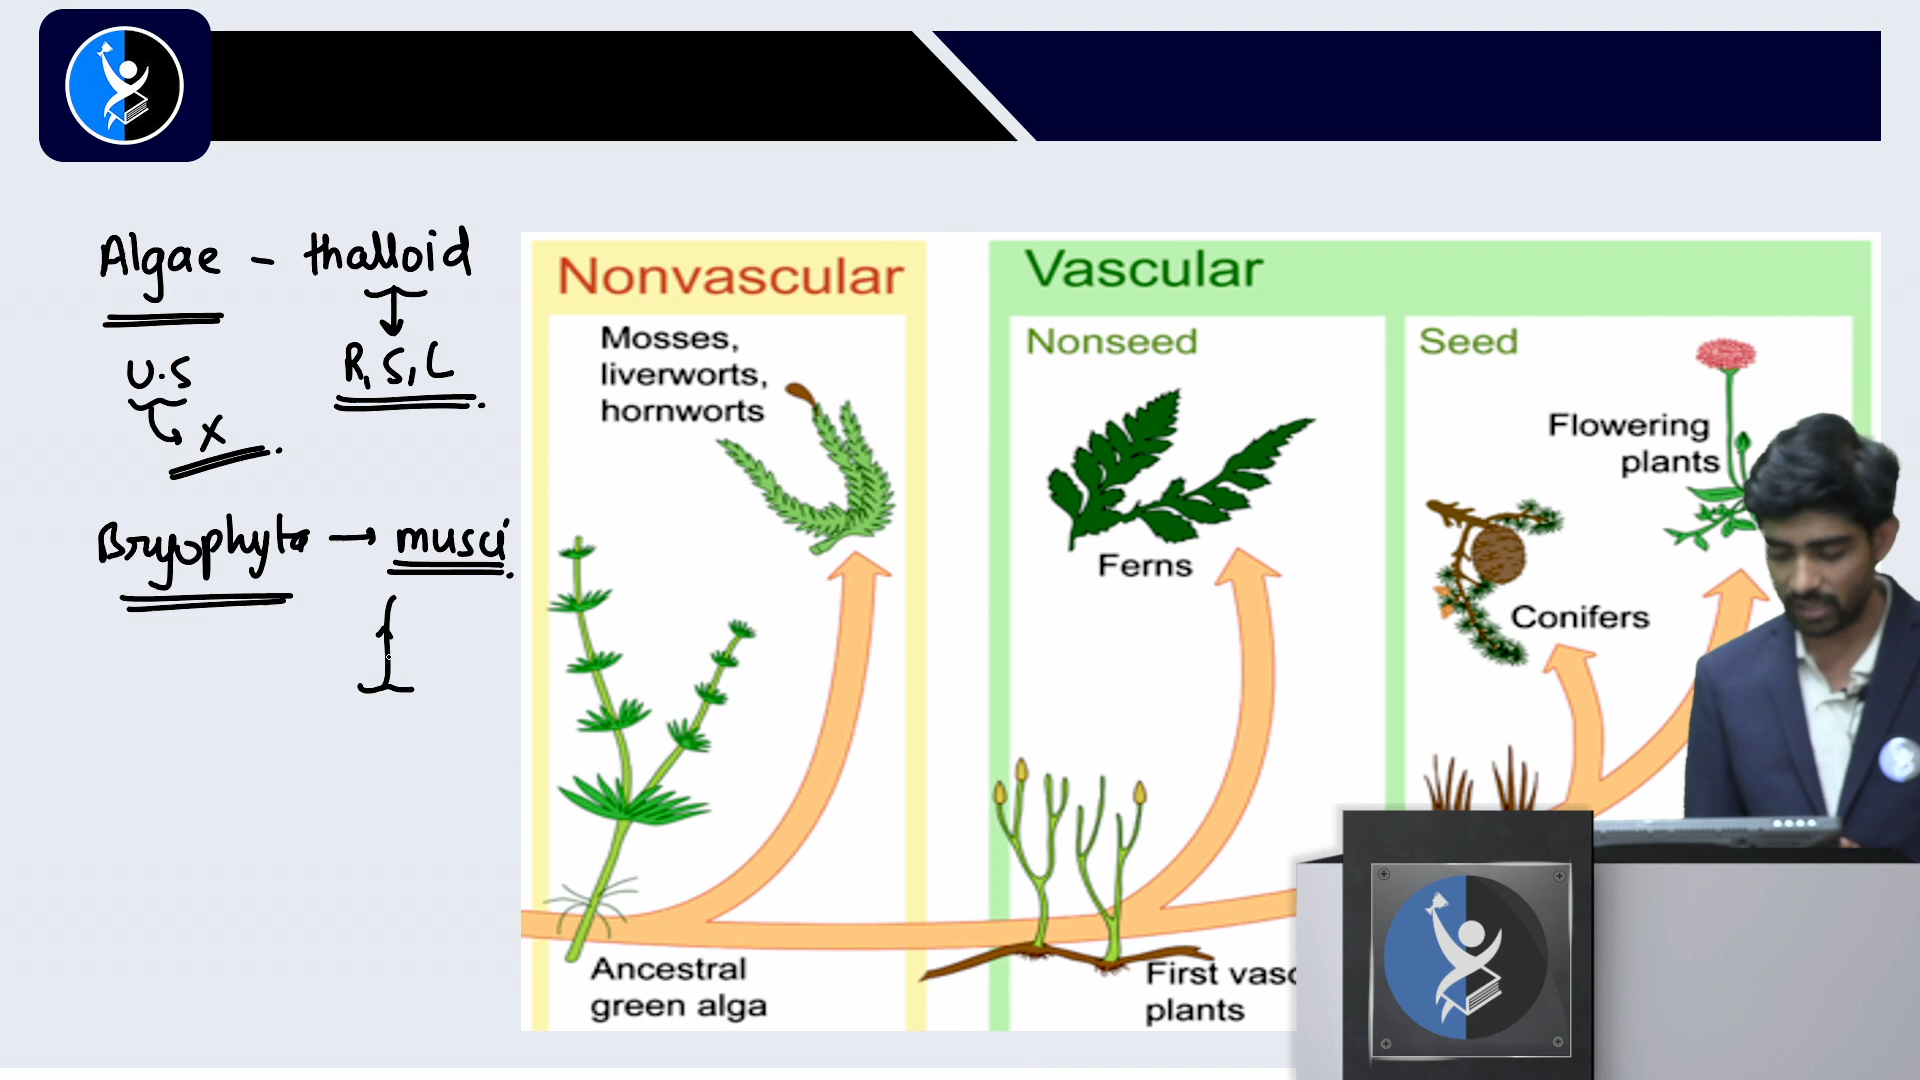 Algae - thalloid
R, S, L
U.S
x
Bryophyta → musci
Nonvascular
Mosses,
liverworts,
hornworts
Ancestral
green alga
Vascular
Nonseed
Ferns
First vasc
plants
Seed
Flowering
plants
Conifers